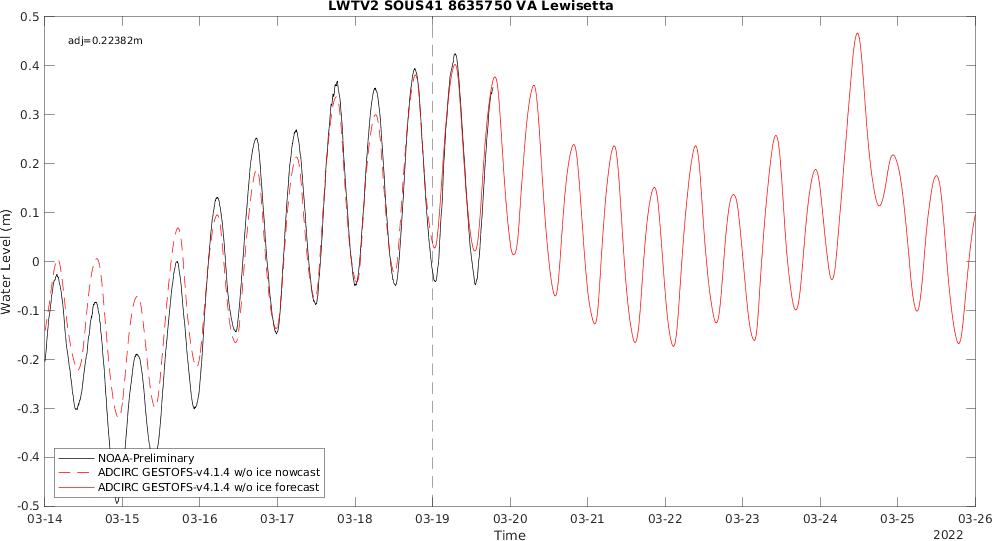 LWTV2 SOUS41 8635750 VA Lewisetta
adj=0.22382m
0.5
0.4
0.3
0.2
0.1
0
-0.1
-0.2
-0.3
-0.4
-0.5
Water Level (m)
NOAA-Preliminary
ADCIRC GESTOFS-v4.1.4 w/o ice nowcast
ADCIRC GESTOFS-v4.1.4 w/o ice forecast
03-14 03-15 03-16 03-17 03-18 03-19 03-20 03-21 03-22 03-23 03-24 03-25 03-26
Time
2022